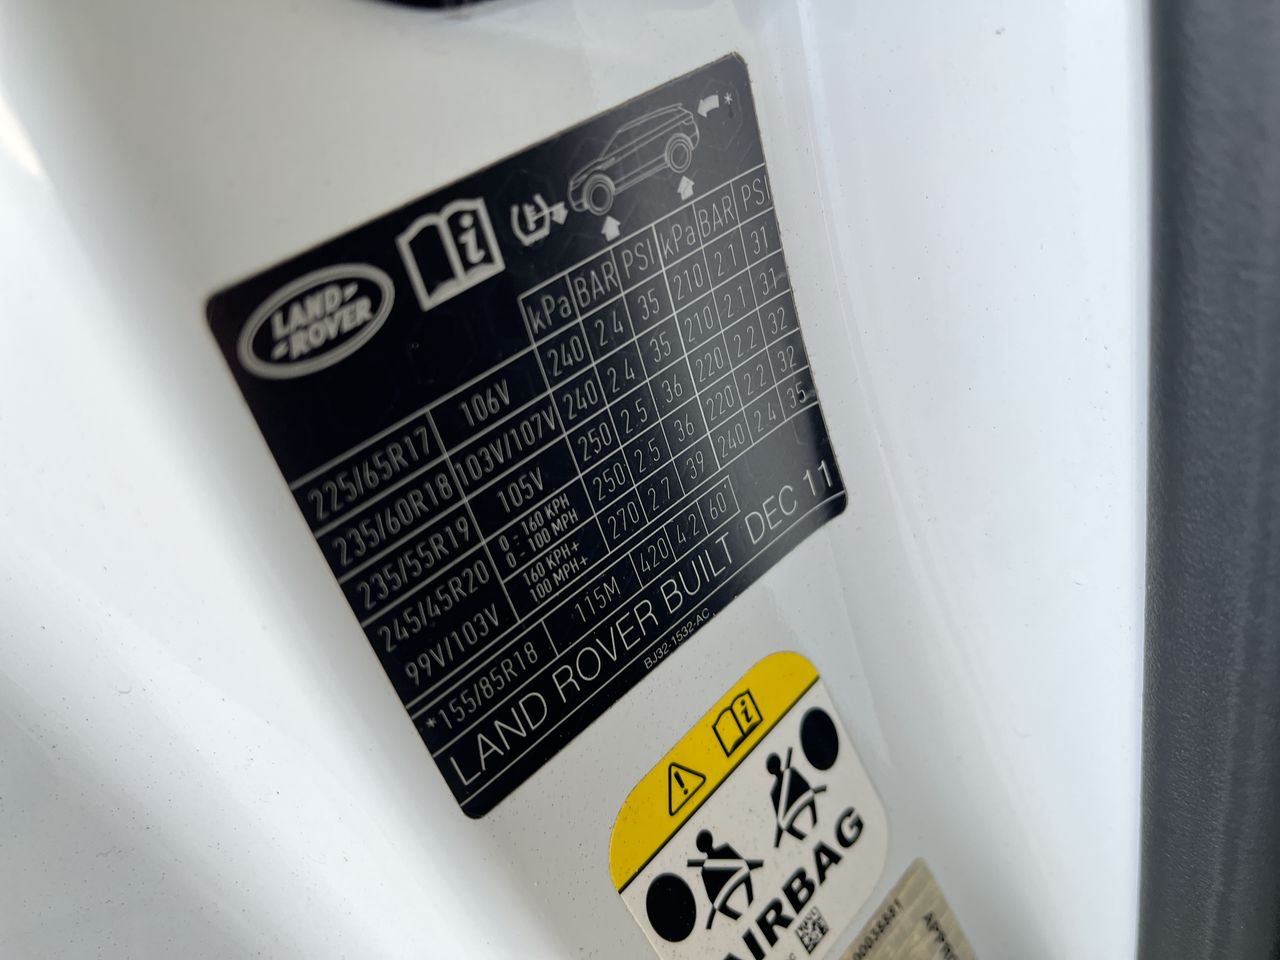 LAND-
-ROVER
i
*
kPa BAR PSI kPa BAR PSI
225/65R17 106V 240 2.4 35 210 2.1 31
235/60R18 103V/107V 240 2.4 35 210 2.1 31
235/55R19 105V 250 2.5 36 220 2.2 32
245/45R20 0 - 160 KPH 250 2.5 36 220 2.2 32
0 - 100 MPH
99V/103V 160 KPH+ 270 2.7 39 240 2.4 35
100 MPH+
*155/85R18 115M 420 4.2 60
LAND ROVER BUILT DEC 11
BJ32-1532-AC
i
AIRBAG